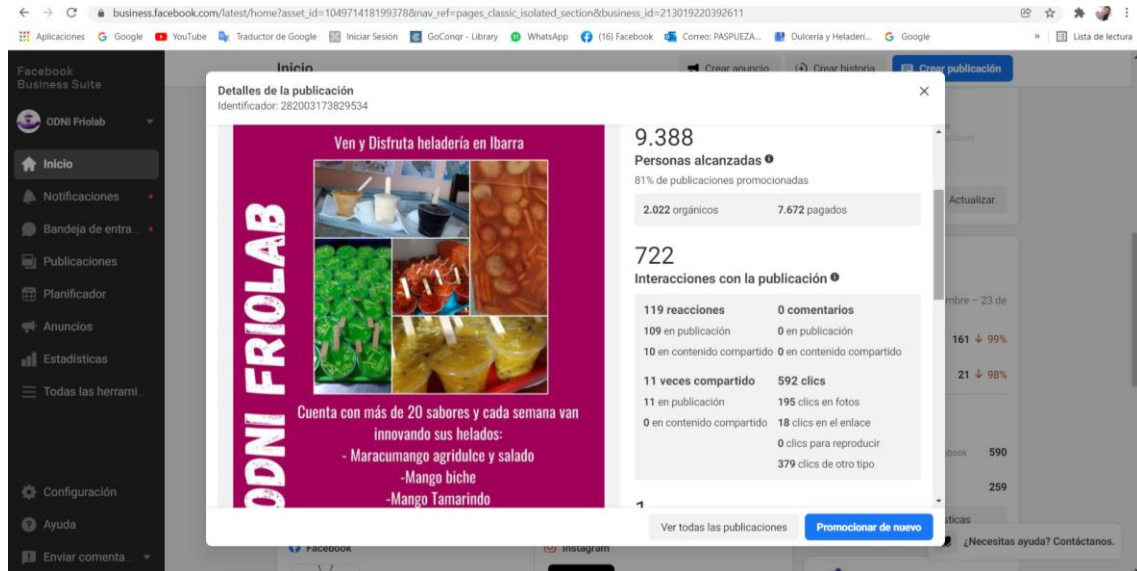 business.facebook.com/latest/home?asset_id=104971418199378&nav_ref=pages_classic_isolated_section&business_id=213019220392611
Aplicaciones Google YouTube Traductor de Google Iniciar Sesión GoConqr - Library WhatsApp (16) Facebook Correo: PASPUEZA... Dulcería y Heladerí... Google » Lista de lectura
Facebook
Business Suite
ODNI Friolab
Inicio
Notificaciones
Bandeja de entra...
Publicaciones
Planificador
Anuncios
Estadísticas
Todas las herrami...
Configuración
Ayuda
Enviar comenta...
Inicio
Crear anuncio
Crear historia
Crear publicación
Detalles de la publicación
Identificador: 282003173829534
Ven y Disfruta heladería en Ibarra
ODNI FRIOLAB
Cuenta con más de 20 sabores y cada semana van
innovando sus helados:
- Maracumango agridulce y salado
-Mango biche
-Mango Tamarindo
9.388
Personas alcanzadas
81% de publicaciones promocionadas
2.022 orgánicos 7.672 pagados
722
Interacciones con la publicación
119 reacciones 0 comentarios
109 en publicación 0 en publicación
10 en contenido compartido 0 en contenido compartido
11 veces compartido 592 clics
11 en publicación 195 clics en fotos
0 en contenido compartido 18 clics en el enlace
0 clics para reproducir
379 clics de otro tipo
Ver todas las publicaciones
Promocionar de nuevo
Actualizar
mbre – 23 de
161 ↓ 99%
21 ↓ 98%
590
259
¿Necesitas ayuda? Contáctanos.
Facebook
Instagram